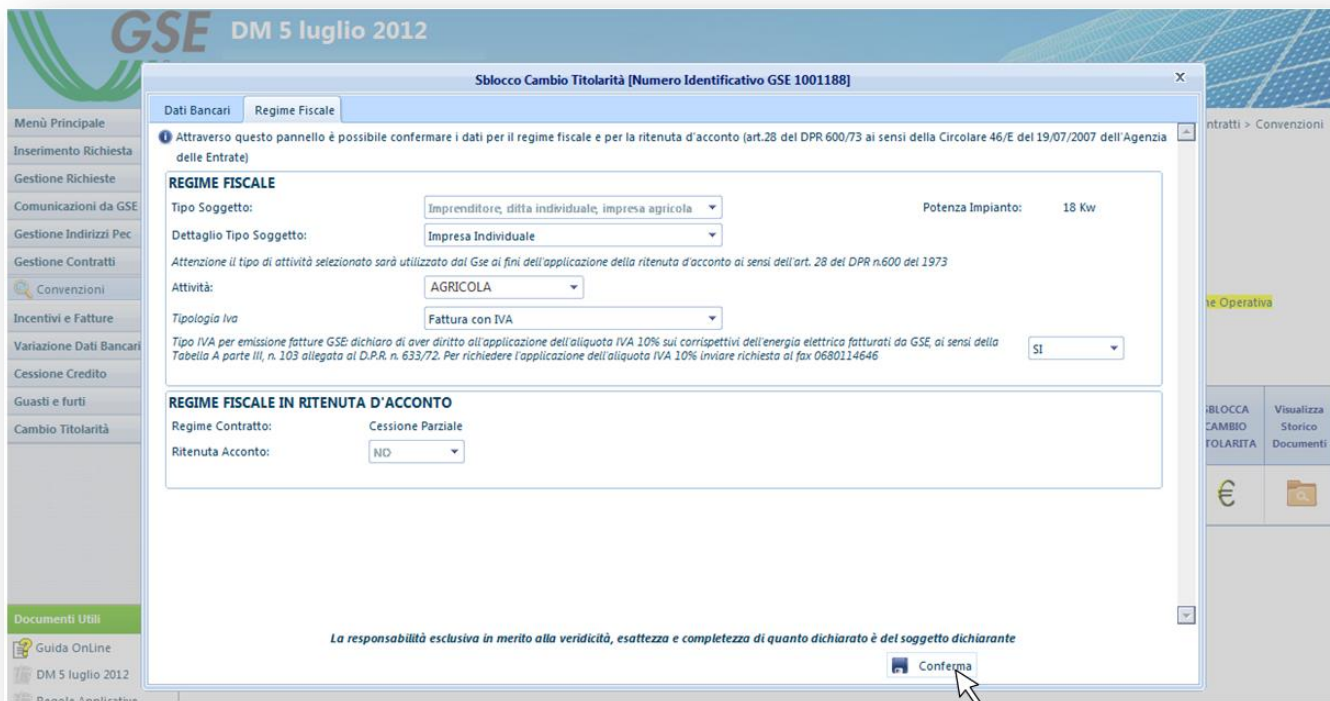 GSE DM 5 luglio 2012
Sblocco Cambio Titolarità [Numero Identificativo GSE 1001188] X
Dati Bancari Regime Fiscale
Menù Principale
Inserimento Richiesta
Gestione Richieste
Comunicazioni da GSE
Gestione Indirizzi Pec
Gestione Contratti
Convenzioni
Incentivi e Fatture
Variazione Dati Bancari
Cessione Credito
Guasti e furti
Cambio Titolarità
Documenti Utili
Guida OnLine
DM 5 luglio 2012
Regole Applicative
Attraverso questo pannello è possibile confermare i dati per il regime fiscale e per la ritenuta d'acconto (art.28 del DPR 600/73 ai sensi della Circolare 46/E del 19/07/2007 dell'Agenzia
delle Entrate)
REGIME FISCALE
Tipo Soggetto: Imprenditore, ditta individuale, impresa agricola Potenza Impianto: 18 Kw
Dettaglio Tipo Soggetto: Impresa Individuale
Attenzione il tipo di attività selezionato sarà utilizzato dal Gse ai fini dell'applicazione della ritenuta d'acconto ai sensi dell'art. 28 del DPR n.600 del 1973
Attività: AGRICOLA
Tipologia Iva Fattura con IVA
Tipo IVA per emissione fatture GSE: dichiaro di aver diritto all'applicazione dell'aliquota IVA 10% sui corrispettivi dell'energia elettrica fatturati da GSE, ai sensi della
Tabella A parte III, n. 103 allegata al D.P.R. n. 633/72. Per richiedere l'applicazione dell'aliquota IVA 10% inviare richiesta al fax 0680114646
SI
REGIME FISCALE IN RITENUTA D'ACCONTO
Regime Contratto: Cessione Parziale
Ritenuta Acconto: NO
La responsabilità esclusiva in merito alla veridicità, esattezza e completezza di quanto dichiarato è del soggetto dichiarante
Conferma
ntratti > Convenzioni
ne Operativa
SBLOCCA
CAMBIO
TOLARITA
Visualizza
Storico
Documenti
€